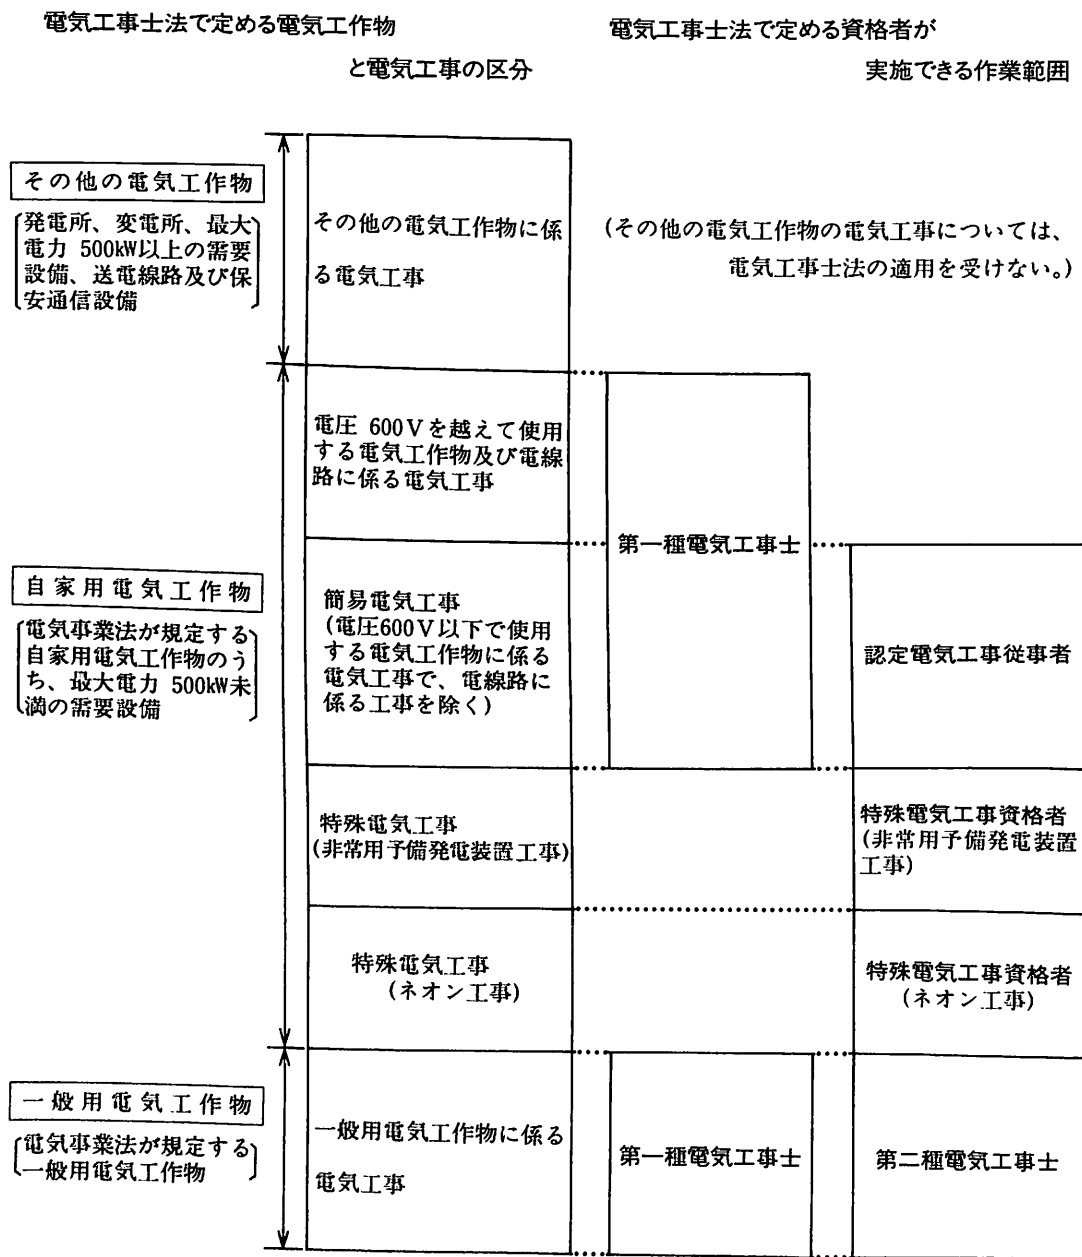 電気工事士法で定める電気工作物
と電気工事の区分
電気工事士法で定める資格者が
実施できる作業範囲
その他の電気工作物
発電所、変電所、最大
電力 500kW以上の需要
設備、送電線路及び保
安通信設備
その他の電気工作物に係
る電気工事
(その他の電気工作物の電気工事については、
電気工事士法の適用を受けない。)
電圧 600Vを越えて使用
する電気工作物及び電線
路に係る電気工事
第一種電気工事士
自家用電気工作物
電気事業法が規定する
自家用電気工作物のう
ち、最大電力 500kW未
満の需要設備
簡易電気工事
(電圧600V以下で使用
する電気工作物に係る
電気工事で、電線路に
係る工事を除く)
認定電気工事従事者
特殊電気工事
(非常用予備発電装置工事)
特殊電気工事資格者
(非常用予備発電装置
工事)
特殊電気工事
(ネオン工事)
特殊電気工事資格者
(ネオン工事)
一般用電気工作物
電気事業法が規定する
一般用電気工作物
一般用電気工作物に係る
電気工事
第一種電気工事士
第二種電気工事士